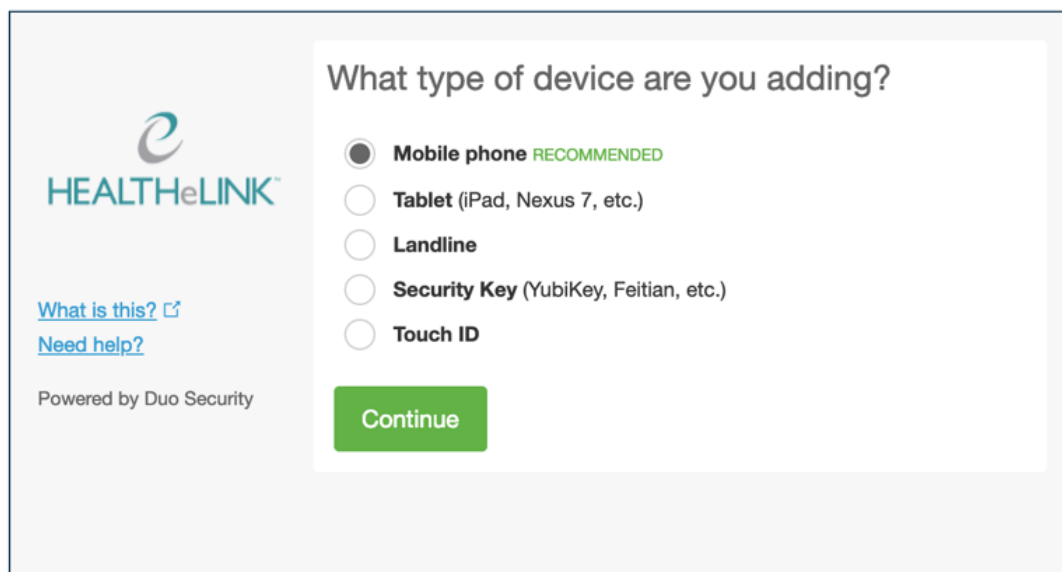 HEALTHeLINK™
What is this?
Need help?
Powered by Duo Security
What type of device are you adding?
Mobile phone RECOMMENDED
Tablet (iPad, Nexus 7, etc.)
Landline
Security Key (YubiKey, Feitian, etc.)
Touch ID
Continue